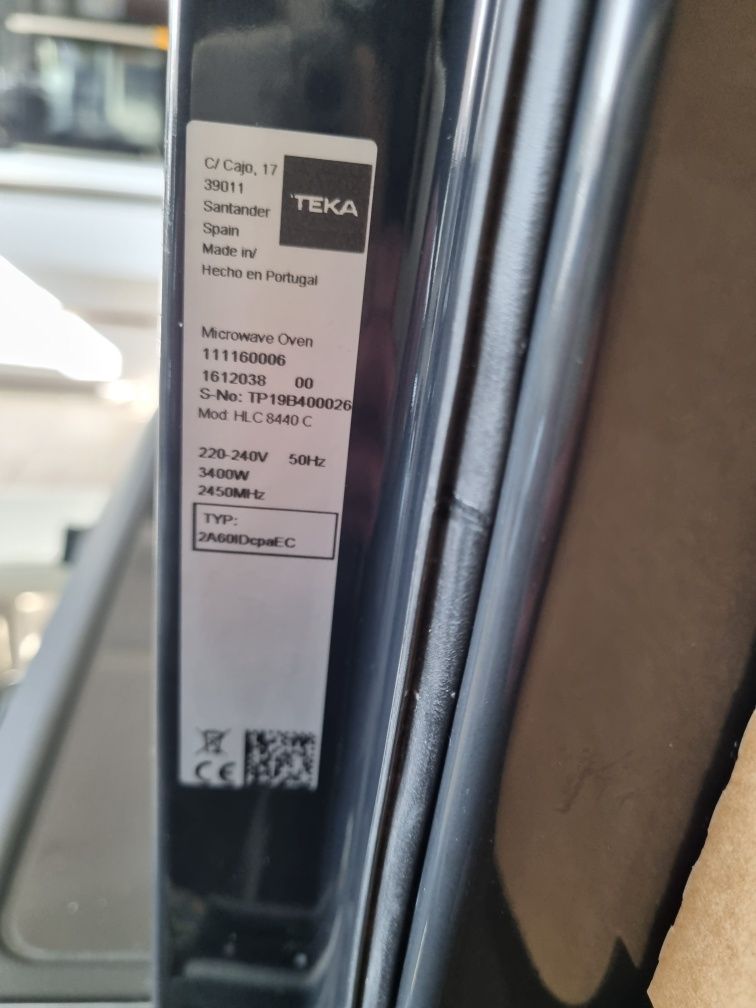 C/ Cajo, 17
39011
Santander
Spain
Made in/
Hecho en Portugal
TEKA
Microwave Oven
111160006
1612038 00
S-No: TP19B400026
Mod: HLC 8440 C
220-240V 50Hz
3400W
2450MHz
TYP:
2A60IDcpaEC
CE